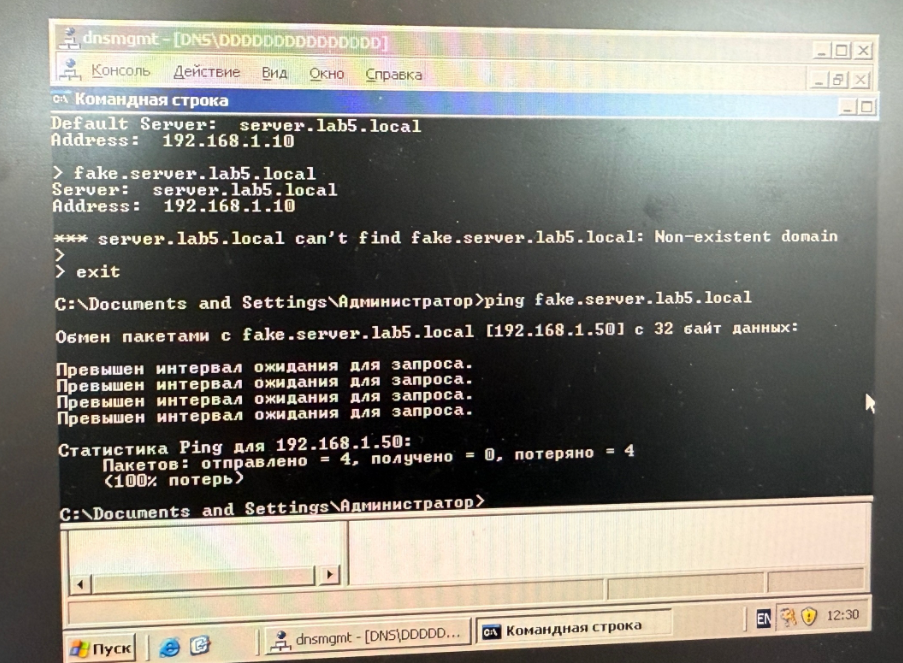 dnsmgmt - [DNS\DDDDDDDDDDDDDDD]
Консоль Действие Вид Окно Справка
Командная строка
Default Server: server.lab5.local
Address: 192.168.1.10
> fake.server.lab5.local
Server: server.lab5.local
Address: 192.168.1.10
*** server.lab5.local can't find fake.server.lab5.local: Non-existent domain
>
> exit
C:\Documents and Settings\Администратор>ping fake.server.lab5.local
Обмен пакетами с fake.server.lab5.local [192.168.1.50] с 32 байт данных:
Превышен интервал ожидания для запроса.
Превышен интервал ожидания для запроса.
Превышен интервал ожидания для запроса.
Превышен интервал ожидания для запроса.
Статистика Ping для 192.168.1.50:
Пакетов: отправлено = 4, получено = 0, потеряно = 4
(100% потерь)
C:\Documents and Settings\Администратор>
Пуск dnsmgmt - [DNS\DDDDD... Командная строка EN 12:30